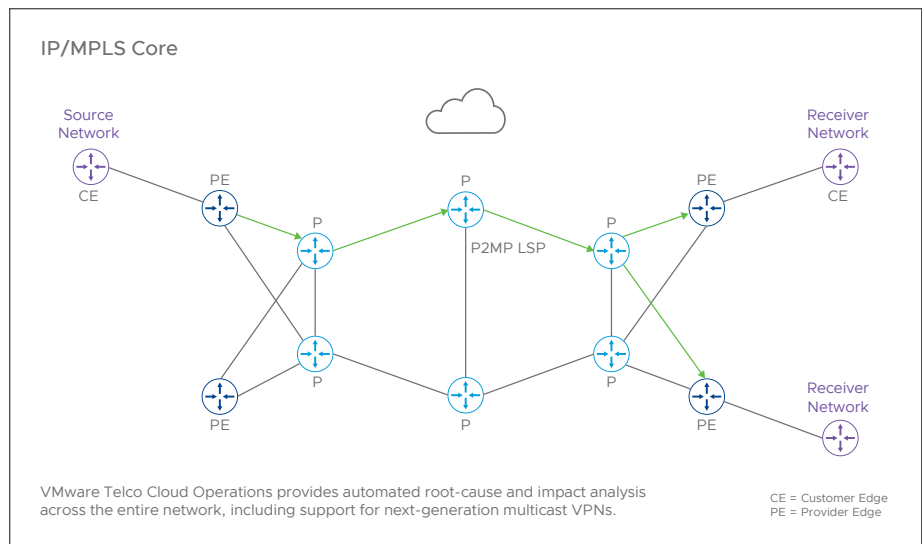 IP/MPLS Core
Source
Network
CE
PE
P
P
P2MP LSP
P
PE
Receiver
Network
CE
PE
P
P
P
PE
Receiver
Network
VMware Telco Cloud Operations provides automated root-cause and impact analysis
across the entire network, including support for next-generation multicast VPNs.
CE = Customer Edge
PE = Provider Edge